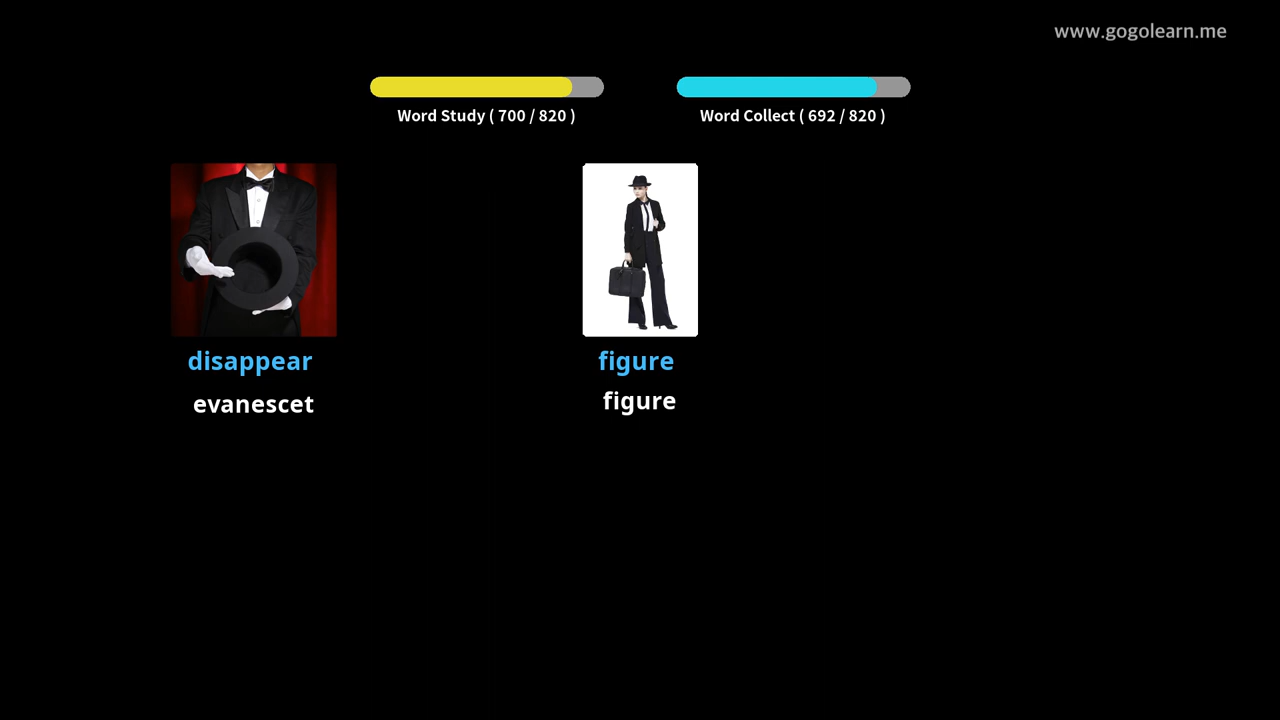 www.gogolearn.me
Word Study ( 700 / 820 )
Word Collect ( 692 / 820 )
disappear
figure
evanescet
figure